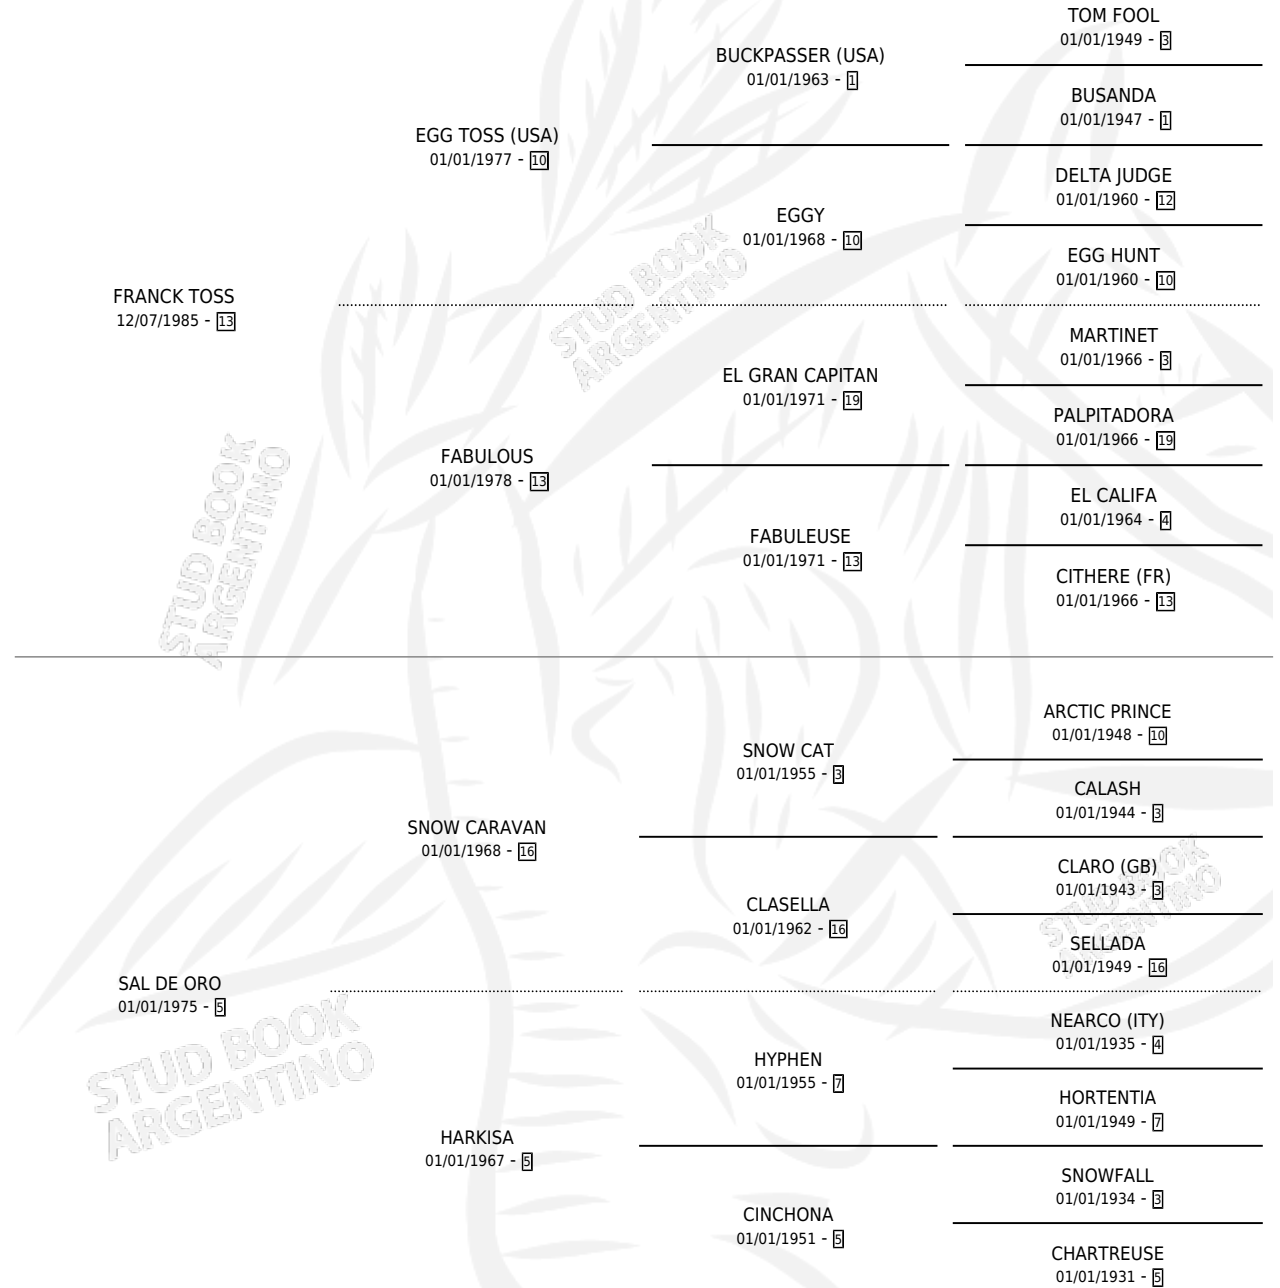 TOM FOOL
01/01/1949 - 3
BUCKPASSER (USA)
01/01/1963 - 1
BUSANDA
01/01/1947 - 1
EGG TOSS (USA)
01/01/1977 - 10
DELTA JUDGE
01/01/1960 - 12
EGGY
01/01/1968 - 10
EGG HUNT
01/01/1960 - 10
STUD BOOK
ARGENTINO
FRANCK TOSS
12/07/1985 - 13
MARTINET
01/01/1966 - 3
EL GRAN CAPITAN
01/01/1971 - 19
PALPITADORA
01/01/1966 - 19
FABULOUS
01/01/1978 - 13
EL CALIFA
01/01/1964 - 4
FABULEUSE
01/01/1971 - 13
CITHERE (FR)
01/01/1966 - 13
STUD BOOK
ARGENTINO
ARCTIC PRINCE
01/01/1948 - 10
SNOW CAT
01/01/1955 - 3
CALASH
01/01/1944 - 3
SNOW CARAVAN
01/01/1968 - 16
CLARO (GB)
01/01/1943 - 3
CLASELLA
01/01/1962 - 16
SELLADA
01/01/1949 - 16
STUD BOOK
ARGENTINO
SAL DE ORO
01/01/1975 - 5
NEARCO (ITY)
01/01/1935 - 4
HYPHEN
01/01/1955 - 7
HORTENTIA
01/01/1949 - 7
STUD BOOK
ARGENTINO
HARKISA
01/01/1967 - 5
SNOWFALL
01/01/1934 - 3
CINCHONA
01/01/1951 - 5
CHARTREUSE
01/01/1931 - 5